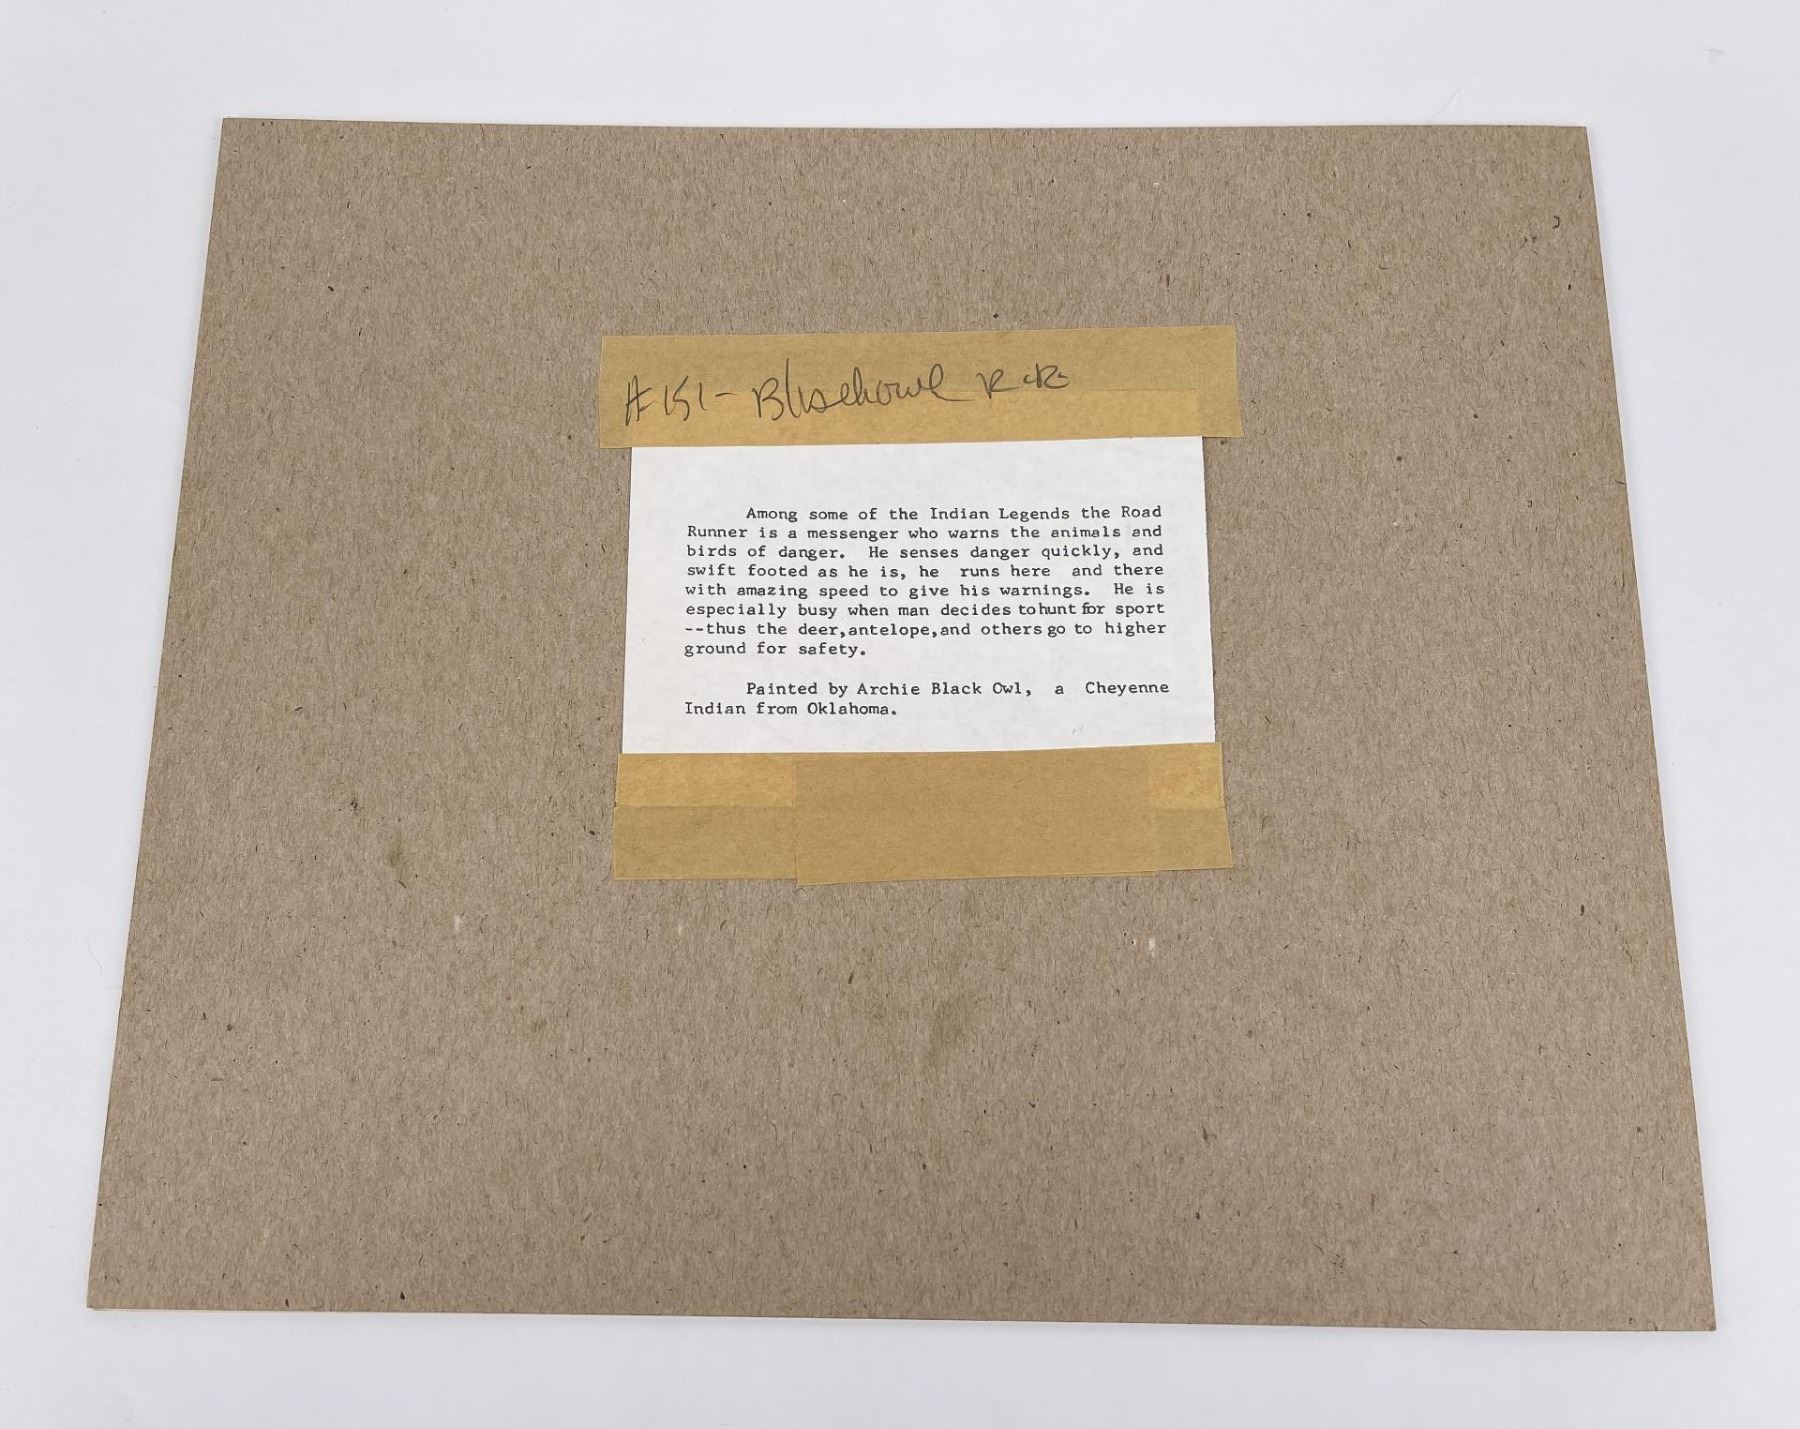 #151-
Among some of the Indian Legends the Road
Runner is a messenger who warns the animals and
birds of danger. He senses danger quickly, and
swift footed as he is, he runs here and there
with amazing speed to give his warnings. He is
especially busy when man decides to hunt for sport
--thus the deer,antelope,and others go to higher
ground for safety.
Painted by Archie Black Owl, a Cheyenne
Indian from Oklahoma.